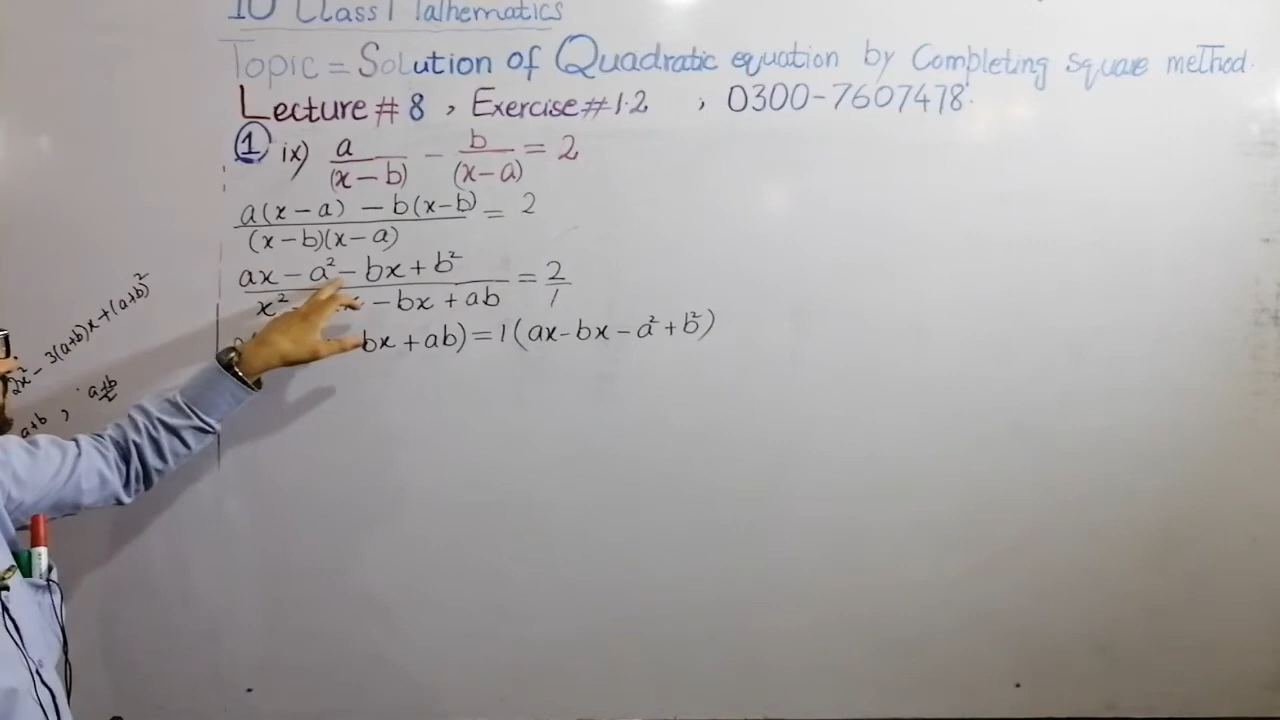 10 Class Mathematics
Topic = Solution of Quadratic equation by Completing square method.
Lecture # 8 , Exercise # 1.2 , 0300-7607478.
① ix) a/(x-b) - b/(x-a) = 2
a(x-a) - b(x-b)/(x-b)(x-a) = 2
ax - a² - bx + b²/x² - bx + ab = 2/1
bx + ab) = 1(ax-bx-a²+b²)
2x² - 3(a+b)x + (a+b)²
a+b , a+b/2